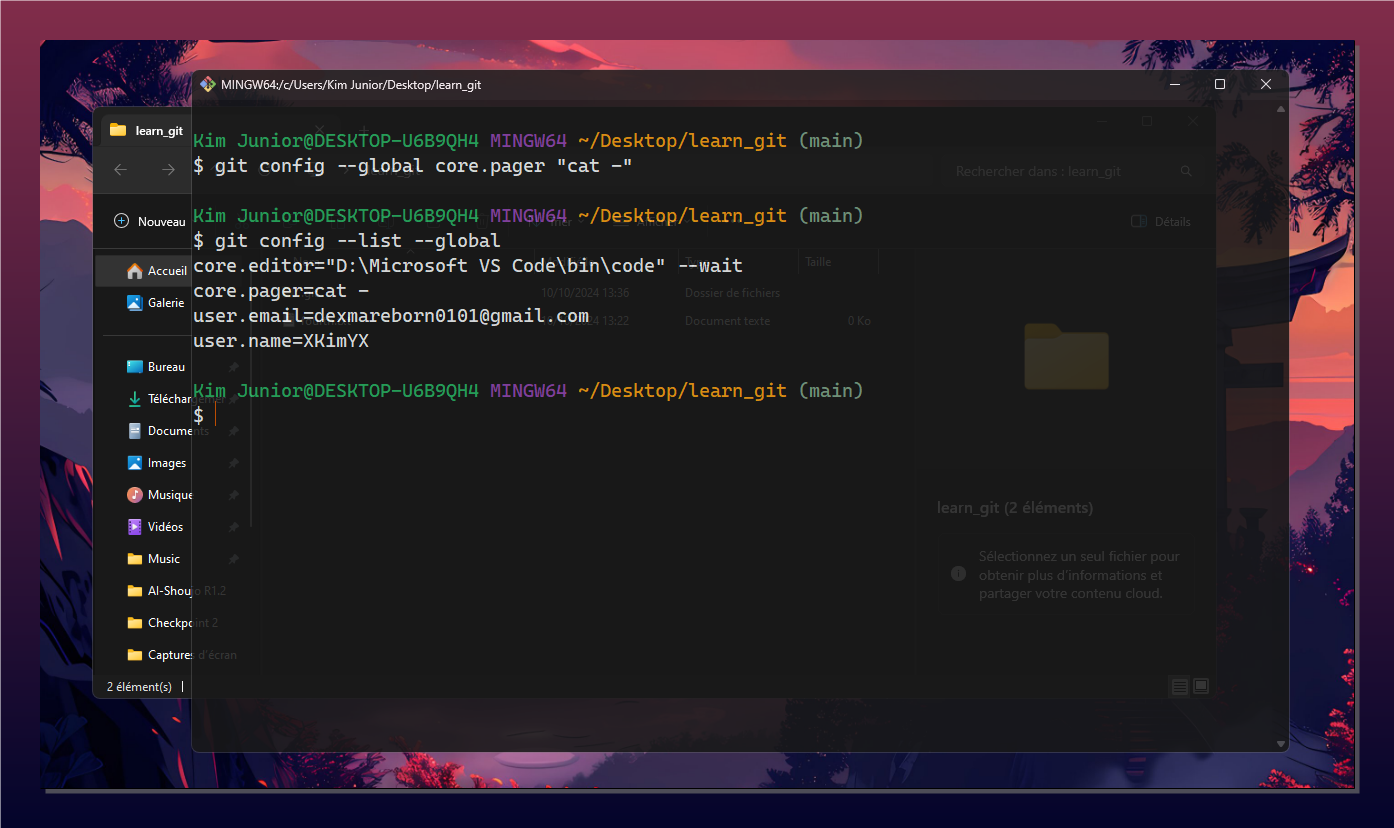 MINGW64:/c/Users/Kim Junior/Desktop/learn_git
learn_git
Kim Junior@DESKTOP-U6B9QH4 MINGW64 ~/Desktop/learn_git (main)
$ git config --global core.pager "cat -"
Rechercher dans : learn_git
Nouveau
Kim Junior@DESKTOP-U6B9QH4 MINGW64 ~/Desktop/learn_git (main)
Détails
$ git config --list --global
Taille
Accueil
core.editor="D:\Microsoft VS Code\bin\code" --wait
core.pager=cat -
10/10/2024 13:36
Dossier de fichiers
Galerie
user.email=dexmareborn0101@gmail.com
13:22
Document texte
0 Ko
user.name=XKimYX
Bureau
Kim Junior@DESKTOP-U6B9QH4 MINGW64 ~/Desktop/learn_git (main)
Téléchargements
$
Documents
Images
Musique
Vidéos
Music
AI-Shoujo R1.2
Checkpoint 2
Captures d'écran
learn_git (2 éléments)
Sélectionnez un seul fichier pour
obtenir plus d'informations et
partager votre contenu cloud.
2 élément(s)